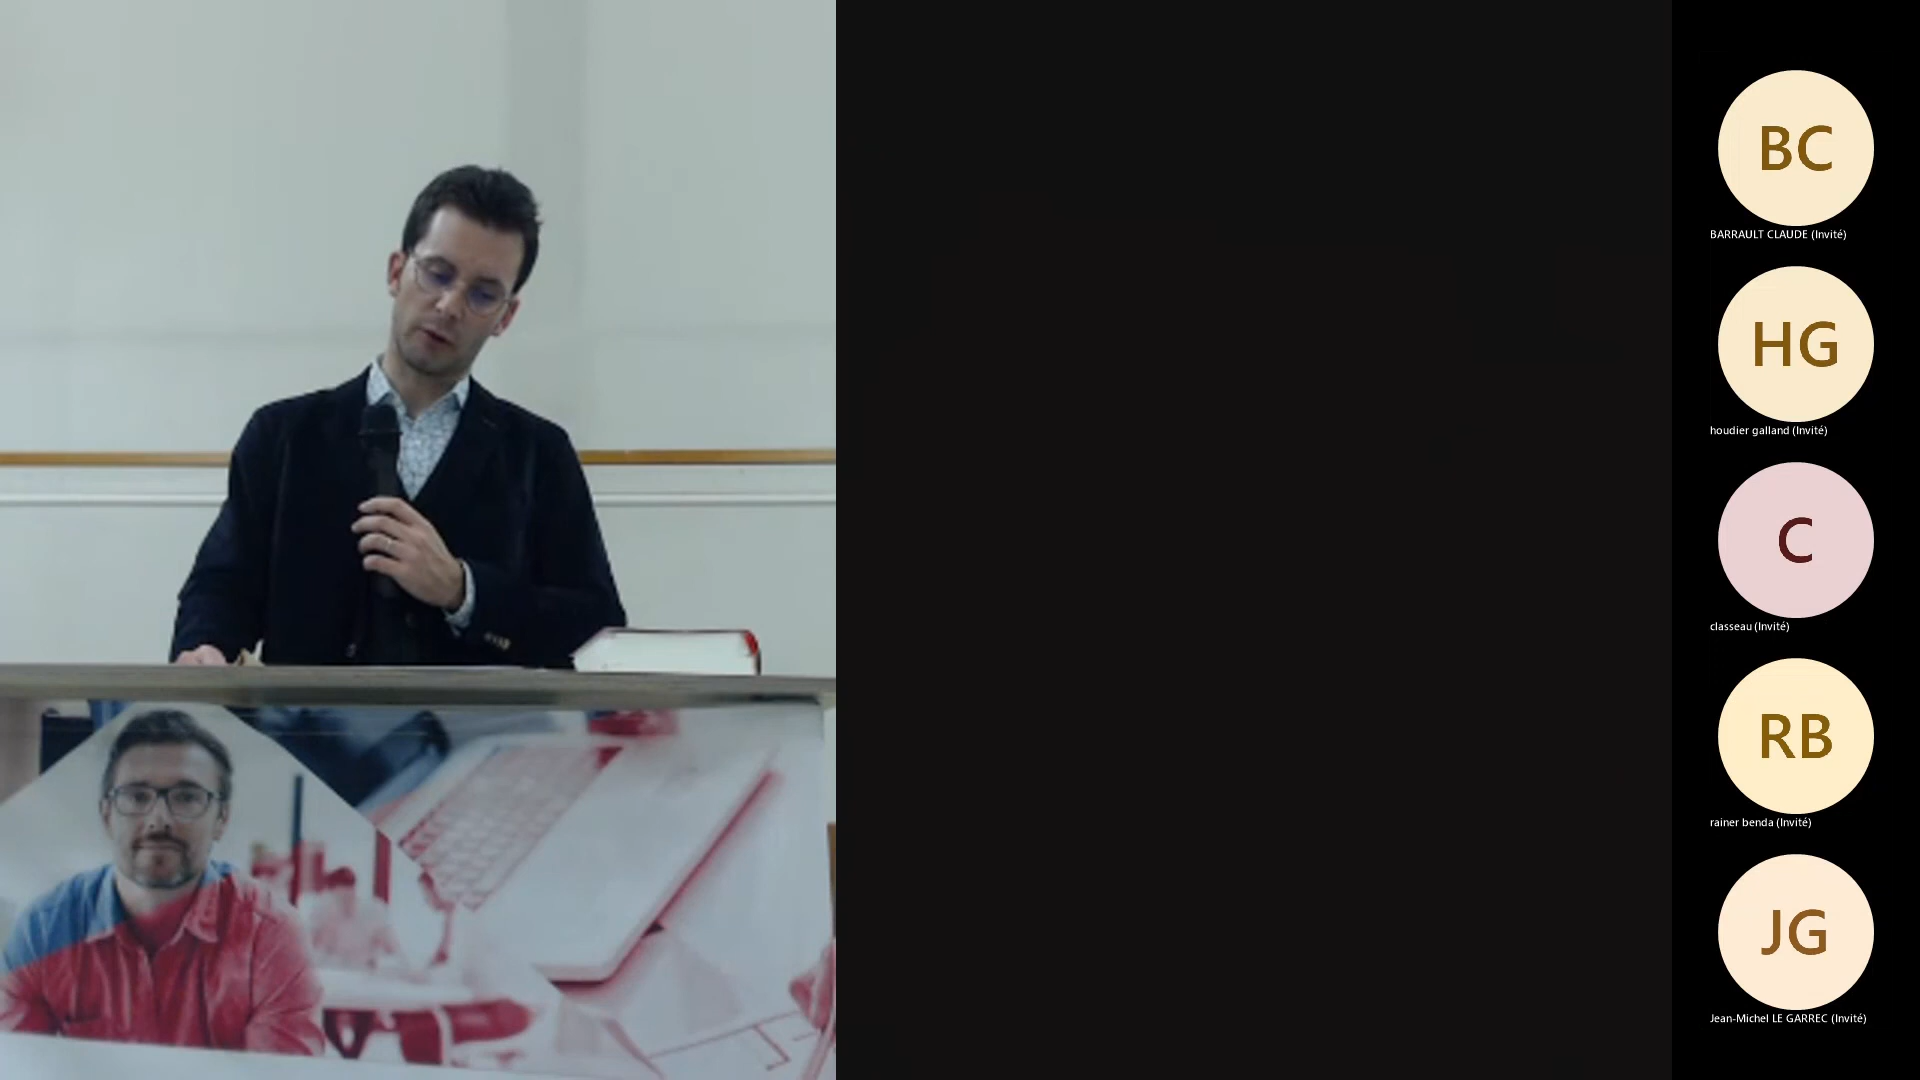 BC
BARRAULT CLAUDE (Invité)
HG
houdier galland (Invité)
C
classeau (Invité)
RB
rainer benda (Invité)
JG
Jean-Michel LE GARREC (Invité)